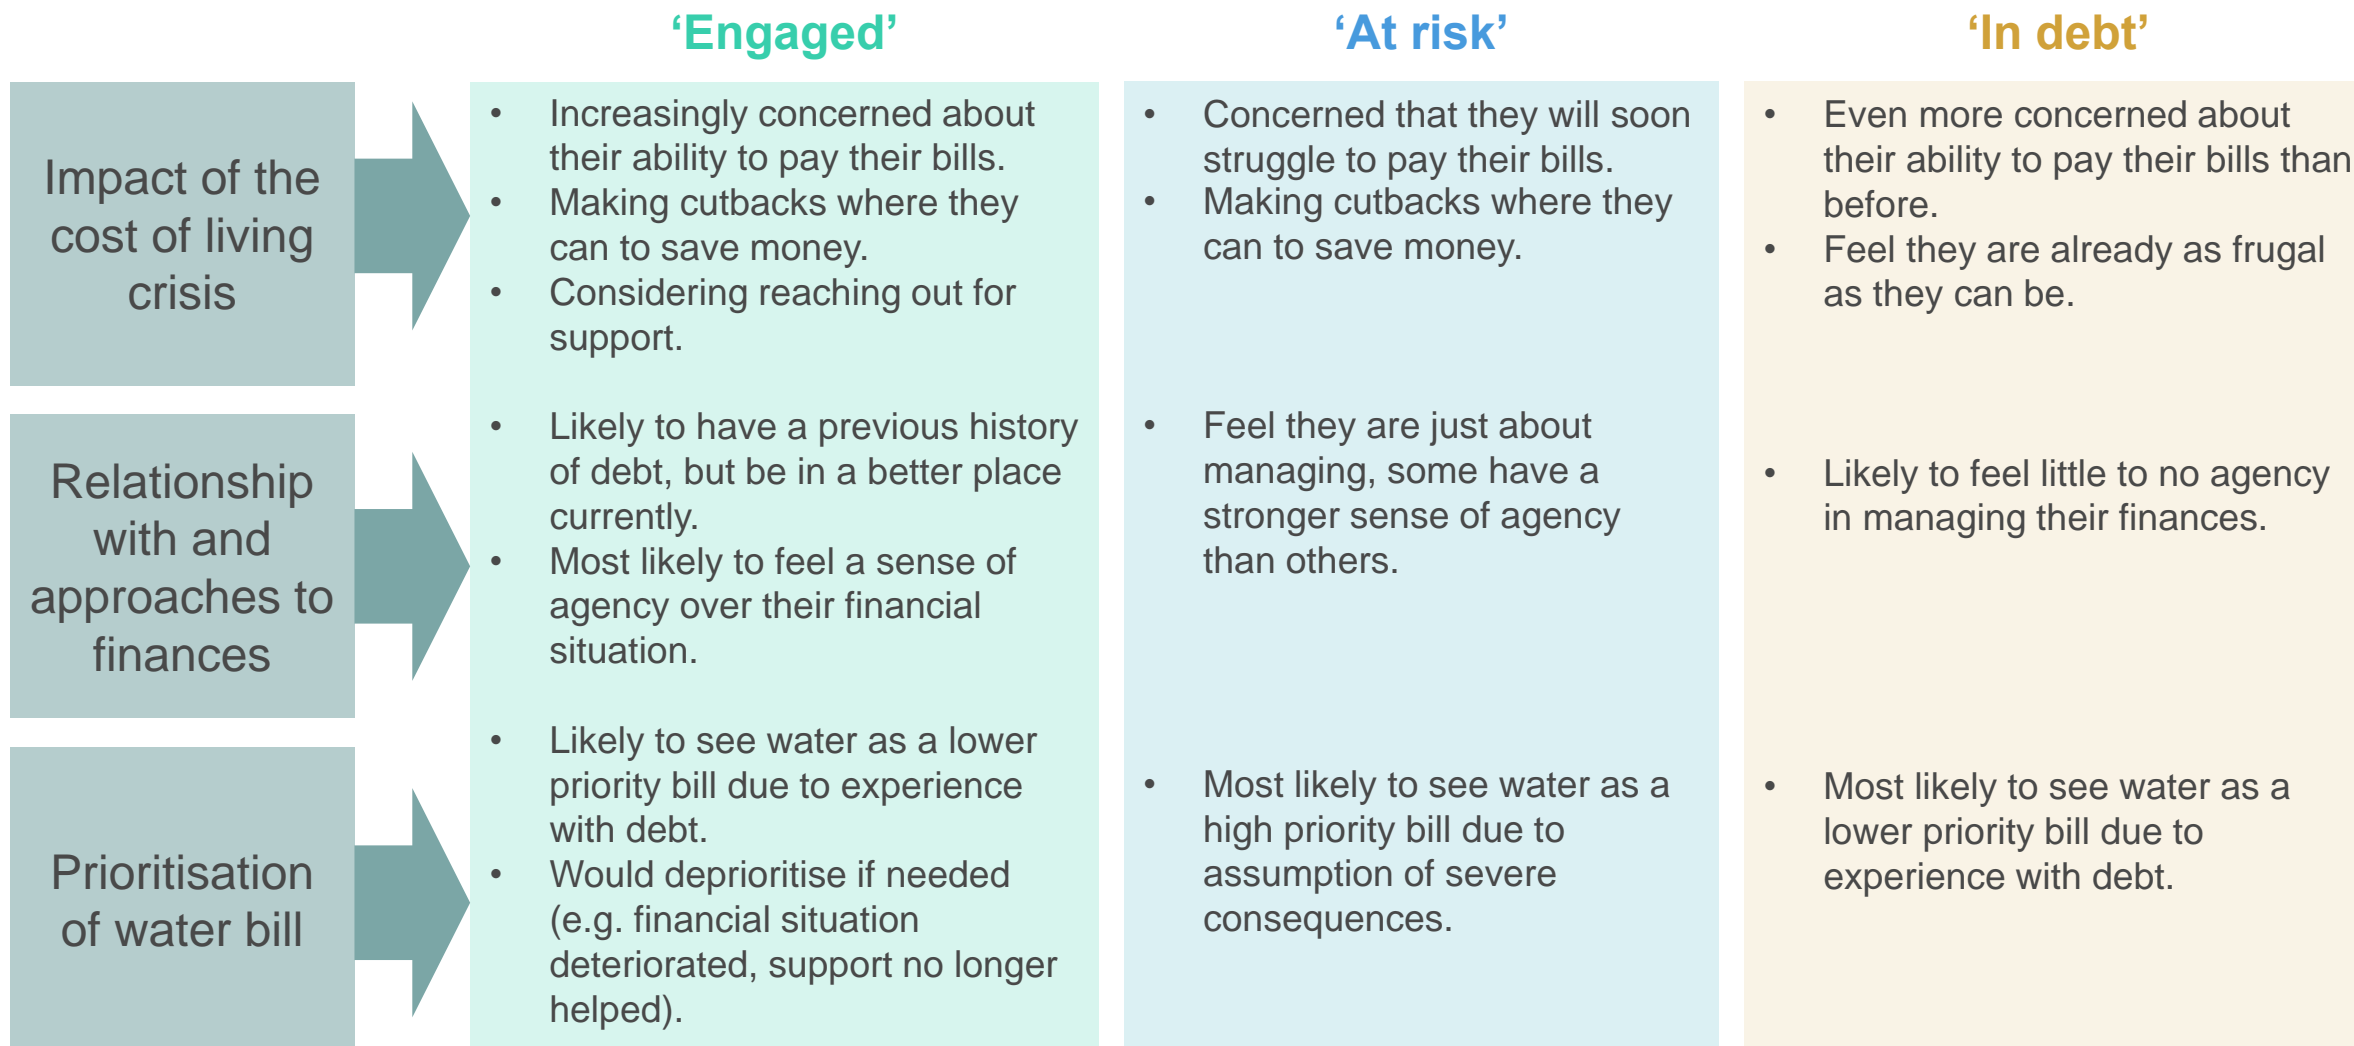 ‘Engaged’
‘At risk’
‘In debt’
Impact of the
cost of living
crisis
• Increasingly concerned about
their ability to pay their bills.
• Making cutbacks where they
can to save money.
• Considering reaching out for
support.
• Concerned that they will soon
struggle to pay their bills.
• Making cutbacks where they
can to save money.
• Even more concerned about
their ability to pay their bills than
before.
• Feel they are already as frugal
as they can be.
Relationship
with and
approaches to
finances
• Likely to have a previous history
of debt, but be in a better place
currently.
• Most likely to feel a sense of
agency over their financial
situation.
• Feel they are just about
managing, some have a
stronger sense of agency
than others.
• Likely to feel little to no agency
in managing their finances.
Prioritisation
of water bill
• Likely to see water as a lower
priority bill due to experience
with debt.
• Would deprioritise if needed
(e.g. financial situation
deteriorated, support no longer
helped).
• Most likely to see water as a
high priority bill due to
assumption of severe
consequences.
• Most likely to see water as a
lower priority bill due to
experience with debt.